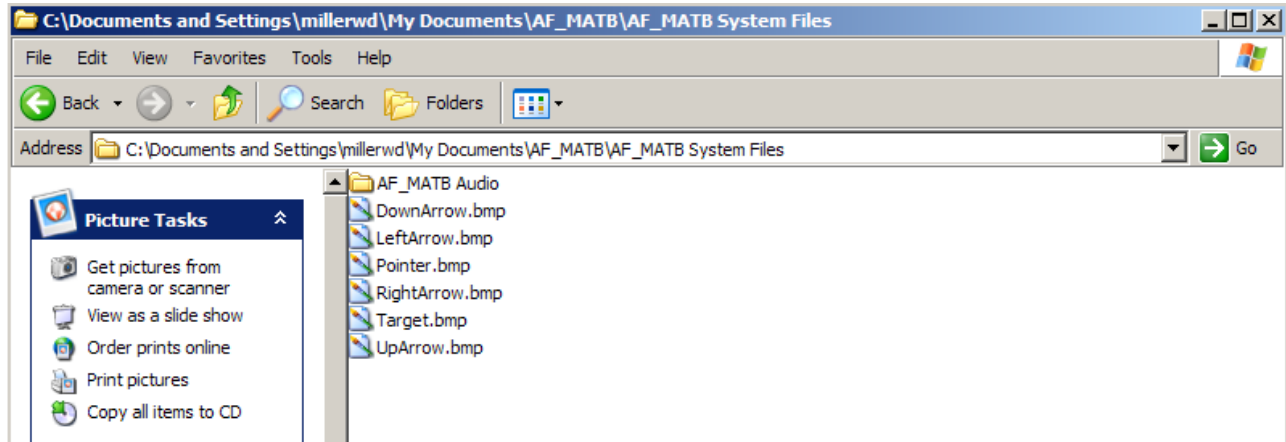 C:\Documents and Settings\millerwd\My Documents\AF_MATB\AF_MATB System Files
File Edit View Favorites Tools Help
Back Search Folders
Address C:\Documents and Settings\millerwd\My Documents\AF_MATB\AF_MATB System Files Go
Picture Tasks
Get pictures from
camera or scanner
View as a slide show
Order prints online
Print pictures
Copy all items to CD
AF_MATB Audio
DownArrow.bmp
LeftArrow.bmp
Pointer.bmp
RightArrow.bmp
Target.bmp
UpArrow.bmp